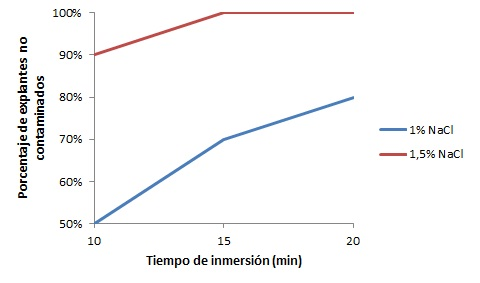 Porcentaje de explantes no
contaminados
100%
90%
80%
70%
60%
50%
10
15
20
Tiempo de inmersión (min)
1% NaCl
1,5% NaCl